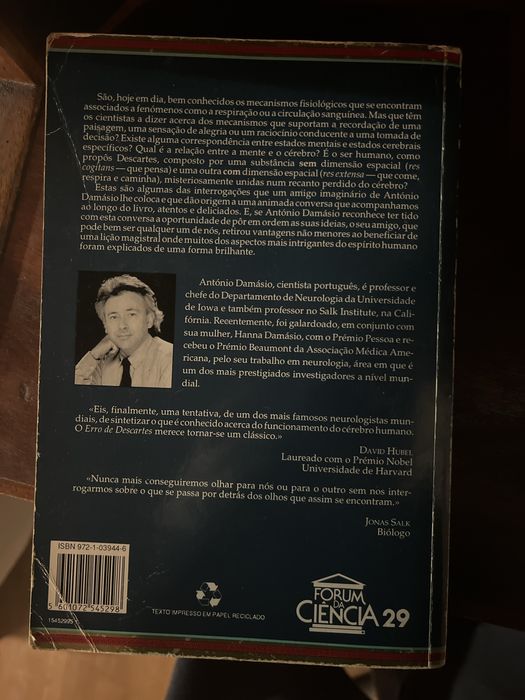 São, hoje em dia, bem conhecidos os mecanismos fisiológicos que se encontram
associados a fenómenos como a respiração ou a circulação sanguínea. Mas que têm
os cientistas a dizer acerca dos mecanismos que suportam a recordação de uma
paisagem, uma sensação de alegria ou um raciocínio conducente a uma tomada de
decisão? Existe alguma correspondência entre estados mentais e estados cerebrais
específicos? Qual é a relação entre a mente e o cérebro? É o ser humano, como
propôs Descartes, composto por uma substância sem dimensão espacial (res
cogitans — que pensa) e uma outra com dimensão espacial (res extensa — que come,
respira e caminha), misteriosamente unidas num recanto perdido do cérebro?
Estas são algumas das interrogações que um amigo imaginário de António
Damásio lhe coloca e que dão origem a uma animada conversa que acompanhamos
ao longo do livro, atentos e deliciados. E, se António Damásio reconhece ter tido
com esta conversa a oportunidade de pôr em ordem as suas ideias, o seu amigo, que
pode bem ser qualquer um de nós, retirou vantagens não menores ao beneficiar de
uma lição magistral onde muitos dos aspectos mais intrigantes do espírito humano
foram explicados de uma forma brilhante.
António Damásio, cientista português, é professor e
chefe do Departamento de Neurologia da Universidade
de Iowa e também professor no Salk Institute, na Cali-
fórnia. Recentemente, foi galardoado, em conjunto com
sua mulher, Hanna Damásio, com o Prémio Pessoa e re-
cebeu o Prémio Beaumont da Associação Médica Ame-
ricana, pelo seu trabalho em neurologia, área em que é
um dos mais prestigiados investigadores a nível mun-
dial.
«Eis, finalmente, uma tentativa, de um dos mais famosos neurologistas mun-
diais, de sintetizar o que é conhecido acerca do funcionamento do cérebro humano.
O Erro de Descartes merece tornar-se um clássico.»
DAVID HUBEL
Laureado com o Prémio Nobel
Universidade de Harvard
«Nunca mais conseguiremos olhar para nós ou para o outro sem nos inter-
rogarmos sobre o que se passa por detrás dos olhos que assim se encontram.»
JONAS SALK
Biólogo
ISBN 972-1-03944-6
5 601072 545298
15452995
TEXTO IMPRESSO EM PAPEL RECICLADO
FORUM
DA
CIÊNCIA 29